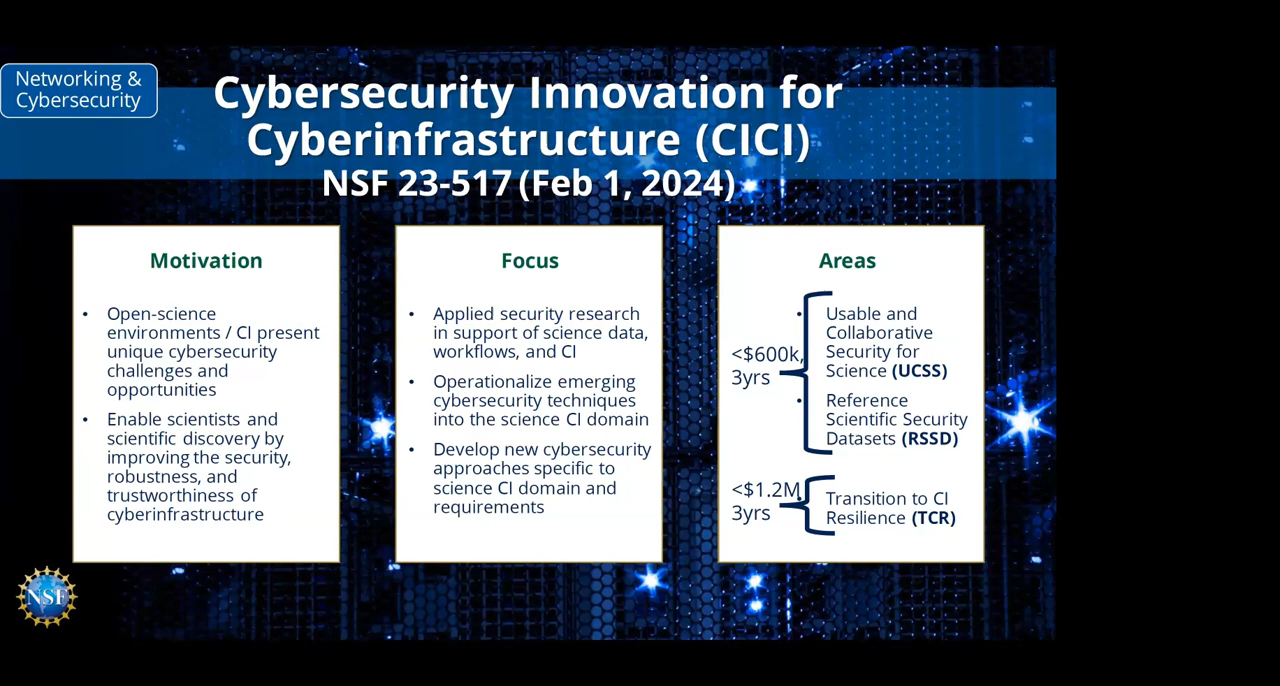 Networking &
Cybersecurity
Cybersecurity Innovation for
Cyberinfrastructure (CICI)
NSF 23-517 (Feb 1, 2024)
Motivation
• Open-science
environments / CI present
unique cybersecurity
challenges and
opportunities
• Enable scientists and
scientific discovery by
improving the security,
robustness, and
trustworthiness of
cyberinfrastructure
Focus
• Applied security research
in support of science data,
workflows, and CI
• Operationalize emerging
cybersecurity techniques
into the science CI domain
• Develop new cybersecurity
approaches specific to
science CI domain and
requirements
Areas
<$600k,
3yrs
• Usable and
Collaborative
Security for
Science (UCSS)
• Reference
Scientific Security
Datasets (RSSD)
<$1.2M,
3yrs
• Transition to CI
Resilience (TCR)
NSF